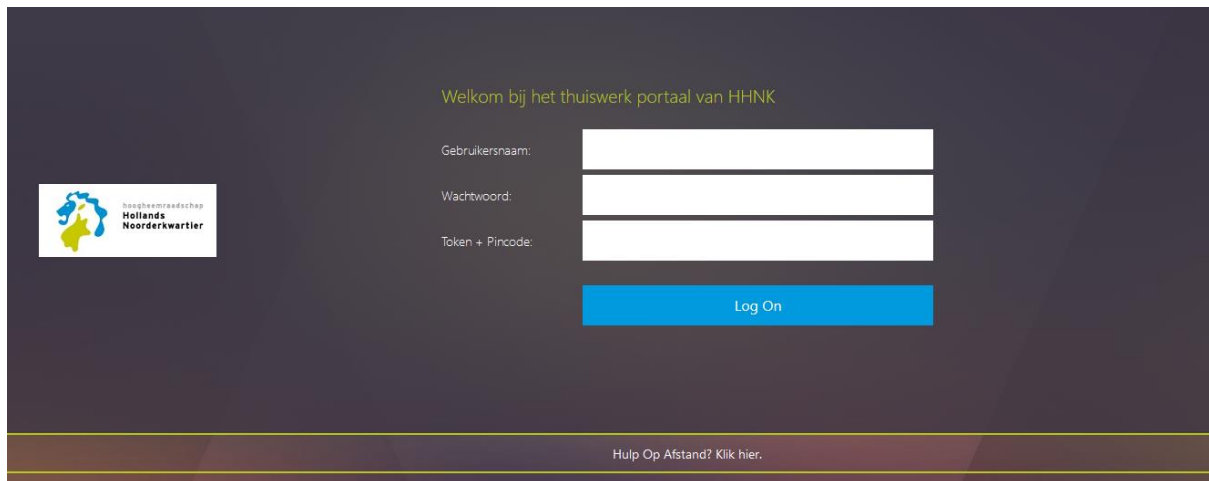 Welkom bij het thuiswerk portaal van HHNK
Gebruikersnaam:
Wachtwoord:
Token + Pincode:
Log On
hoogheemraadschap
Hollands
Noorderkwartier
Hulp Op Afstand? Klik hier.